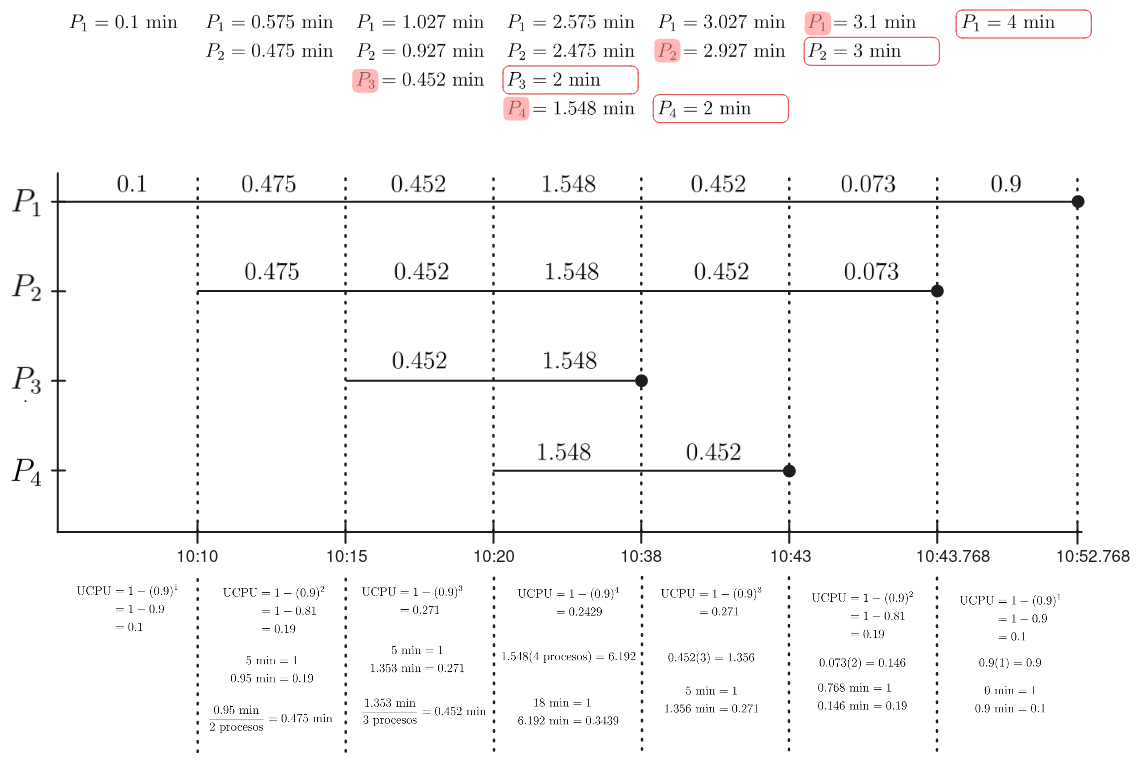 P₁ = 0.1 min P₁ = 0.575 min P₁ = 1.027 min P₁ = 2.575 min P₁ = 3.027 min P₁ = 3.1 min P₁ = 4 min
P₂ = 0.475 min P₂ = 0.927 min P₂ = 2.475 min P₂ = 2.927 min P₂ = 3 min
P₃ = 0.452 min P₃ = 2 min
P₄ = 1.548 min P₄ = 2 min
0.1 0.475 0.452 1.548 0.452 0.073 0.9
P₁
0.475 0.452 1.548 0.452 0.073
P₂
0.452 1.548
P₃
1.548 0.452
P₄
10:10 10:15 10:20 10:38 10:43 10:43.768 10:52.768
UCPU = 1 − (0.9)¹
= 1 − 0.9
= 0.1
UCPU = 1 − (0.9)²
= 1 − 0.81
= 0.19
5 min = 1
0.95 min = 0.19
0.95 min
2 procesos
= 0.475 min
UCPU = 1 − (0.9)³
= 0.271
5 min = 1
1.353 min = 0.271
1.353 min
3 procesos
= 0.452 min
UCPU = 1 − (0.9)⁴
= 0.2429
1.548(4 procesos) = 6.192
18 min = 1
6.192 min = 0.3439
UCPU = 1 − (0.9)³
= 0.271
0.452(3) = 1.356
5 min = 1
1.356 min = 0.271
UCPU = 1 − (0.9)²
= 1 − 0.81
= 0.19
0.073(2) = 0.146
0.768 min = 1
0.146 min = 0.19
UCPU = 1 − (0.9)¹
= 1 − 0.9
= 0.1
0.9(1) = 0.9
0 min = 1
0.9 min = 0.1